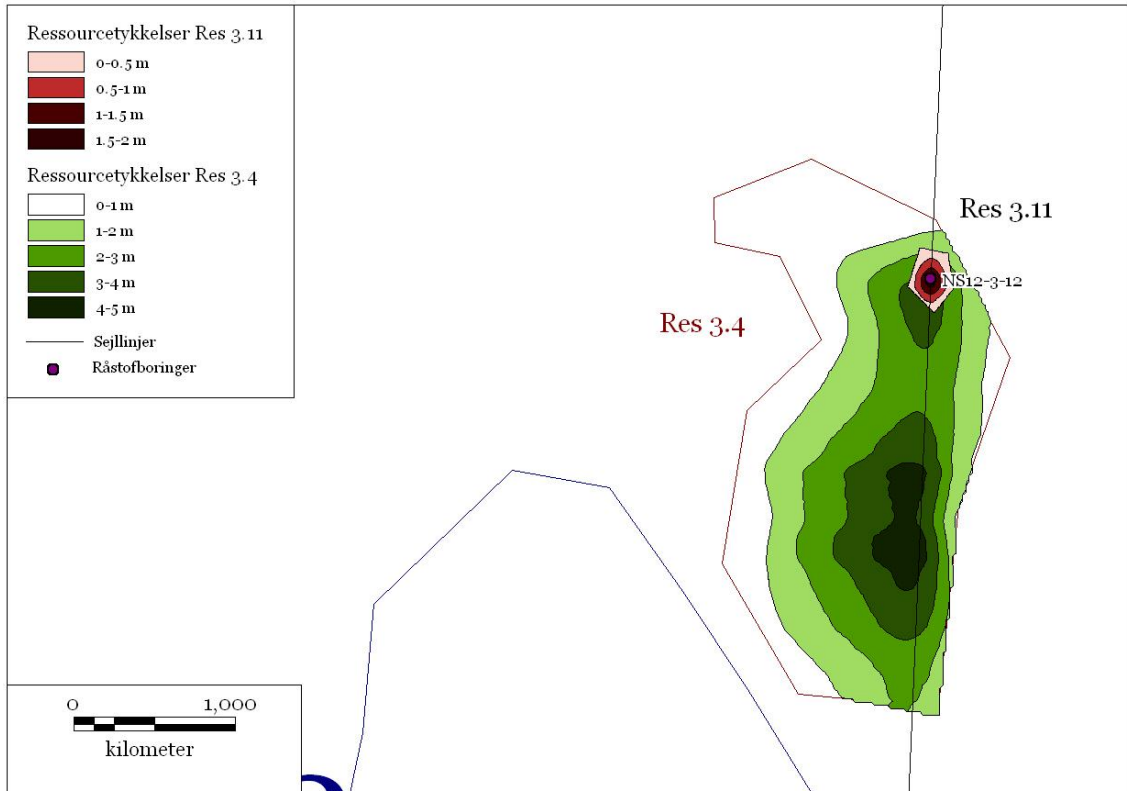 Ressourcetykkelser Res 3.11
0-0.5 m
0.5-1 m
1-1.5 m
1.5-2 m
Ressourcetykkelser Res 3.4
0-1 m
1-2 m
2-3 m
3-4 m
4-5 m
Sejllinjer
Råstofboringer
Res 3.11
NS12-3-12
Res 3.4
0 1,000
kilometer